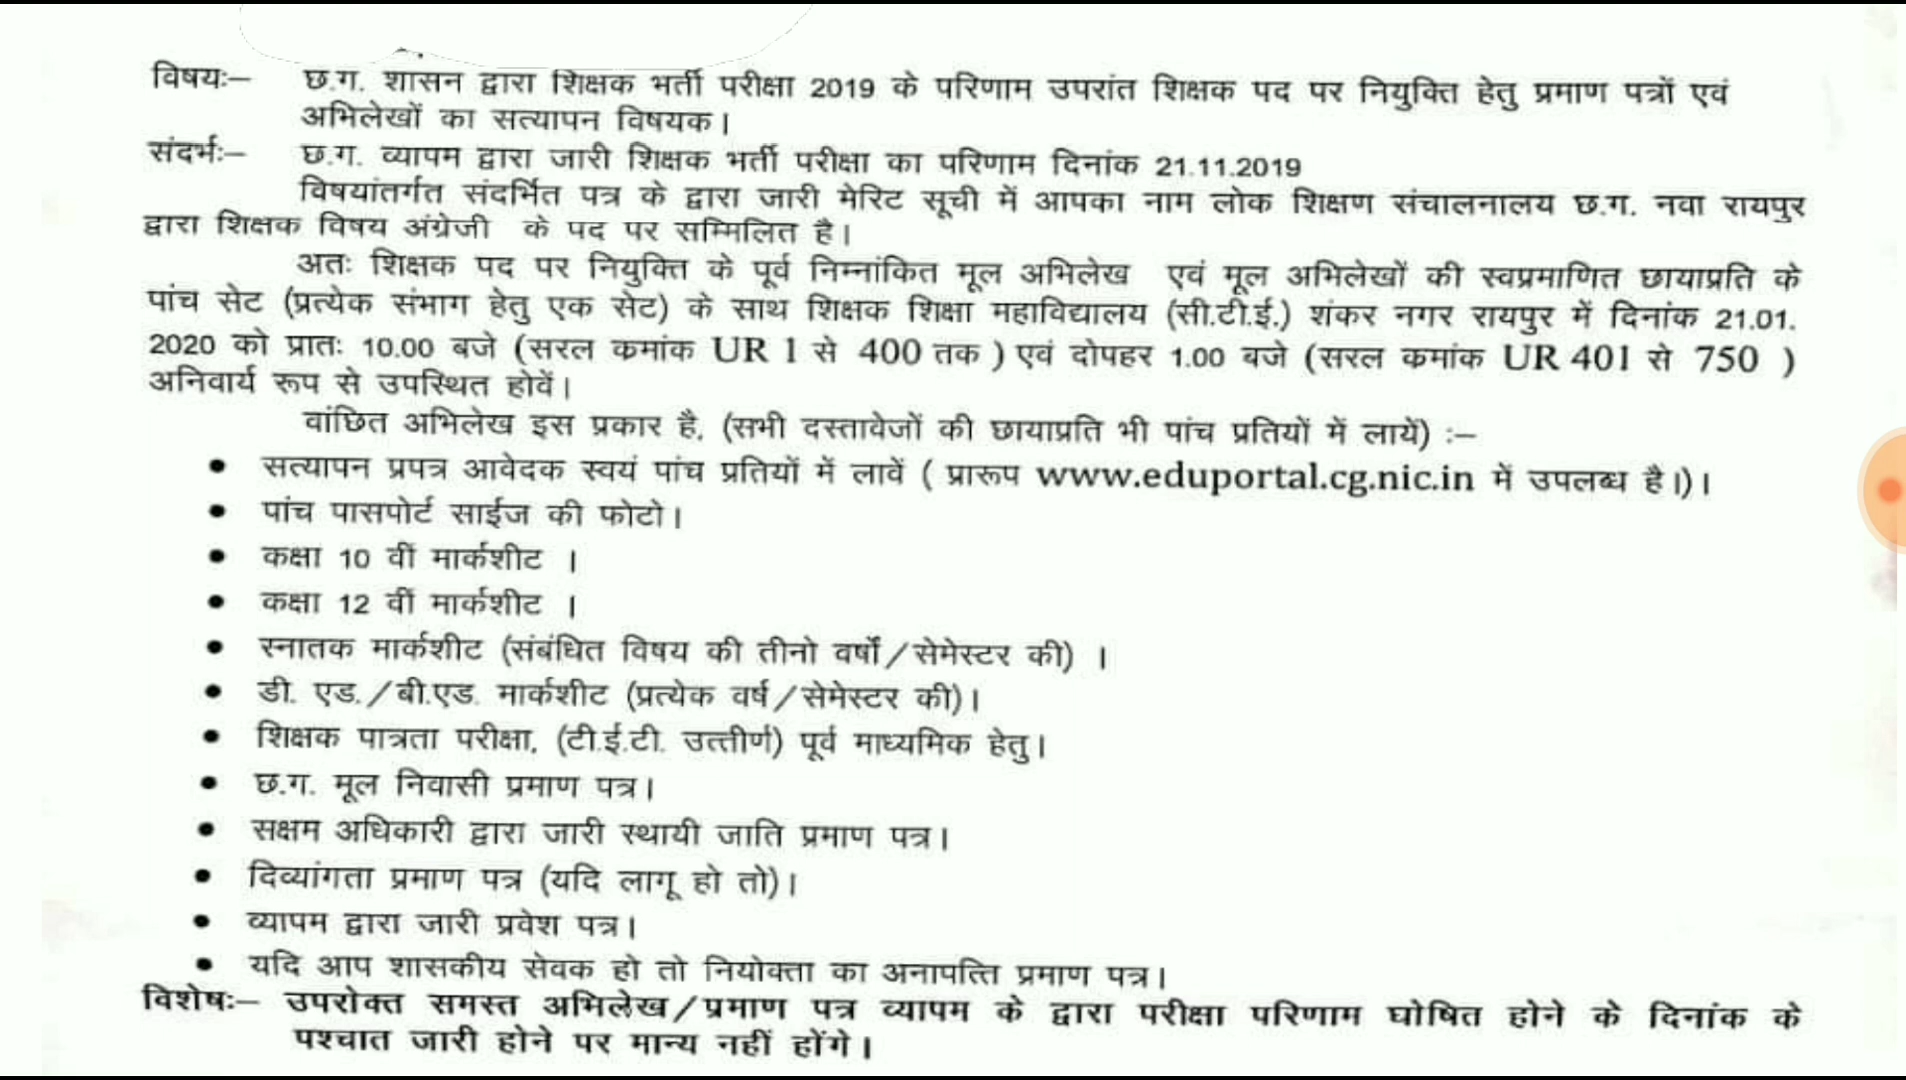 विषयः– छ.ग. शासन द्वारा शिक्षक भर्ती परीक्षा 2019 के परिणाम उपरांत शिक्षक पद पर नियुक्ति हेतु प्रमाण पत्रों एवं
अभिलेखों का सत्यापन विषयक।
संदर्भः– छ.ग. व्यापम द्वारा जारी शिक्षक भर्ती परीक्षा का परिणाम दिनांक 21.11.2019
विषयांतर्गत संदर्भित पत्र के द्वारा जारी मेरिट सूची में आपका नाम लोक शिक्षण संचालनालय छ.ग. नवा रायपुर
द्वारा शिक्षक विषय अंग्रेजी के पद पर सम्मिलित है।
अतः शिक्षक पद पर नियुक्ति के पूर्व निम्नांकित मूल अभिलेख एवं मूल अभिलेखों की स्वप्रमाणित छायाप्रति के
पांच सेट (प्रत्येक संभाग हेतु एक सेट) के साथ शिक्षक शिक्षा महाविद्यालय (सी.टी.ई.) शंकर नगर रायपुर में दिनांक 21.01.
2020 को प्रातः 10.00 बजे (सरल कमांक UR 1 से 400 तक ) एवं दोपहर 1.00 बजे (सरल कमांक UR 401 से 750 )
अनिवार्य रूप से उपस्थित होवें।
वांछित अभिलेख इस प्रकार है, (सभी दस्तावेजों की छायाप्रति भी पांच प्रतियों में लायें) :–
• सत्यापन प्रपत्र आवेदक स्वयं पांच प्रतियों में लावें ( प्रारूप www.eduportal.cg.nic.in में उपलब्ध है।)।
• पांच पासपोर्ट साईज की फोटो।
• कक्षा 10 वीं मार्कशीट ।
• कक्षा 12 वीं मार्कशीट ।
• स्नातक मार्कशीट (संबंधित विषय की तीनो वर्षों/सेमेस्टर की) ।
• डी. एड./बी.एड. मार्कशीट (प्रत्येक वर्ष/सेमेस्टर की)।
• शिक्षक पात्रता परीक्षा, (टी.ई.टी. उत्तीर्ण) पूर्व माध्यमिक हेतु।
• छ.ग. मूल निवासी प्रमाण पत्र।
• सक्षम अधिकारी द्वारा जारी स्थायी जाति प्रमाण पत्र।
• दिव्यांगता प्रमाण पत्र (यदि लागू हो तो)।
• व्यापम द्वारा जारी प्रवेश पत्र।
• यदि आप शासकीय सेवक हो तो नियोक्ता का अनापत्ति प्रमाण पत्र।
विशेषः– उपरोक्त समस्त अभिलेख/प्रमाण पत्र व्यापम के द्वारा परीक्षा परिणाम घोषित होने के दिनांक के
पश्चात जारी होने पर मान्य नहीं होंगे।